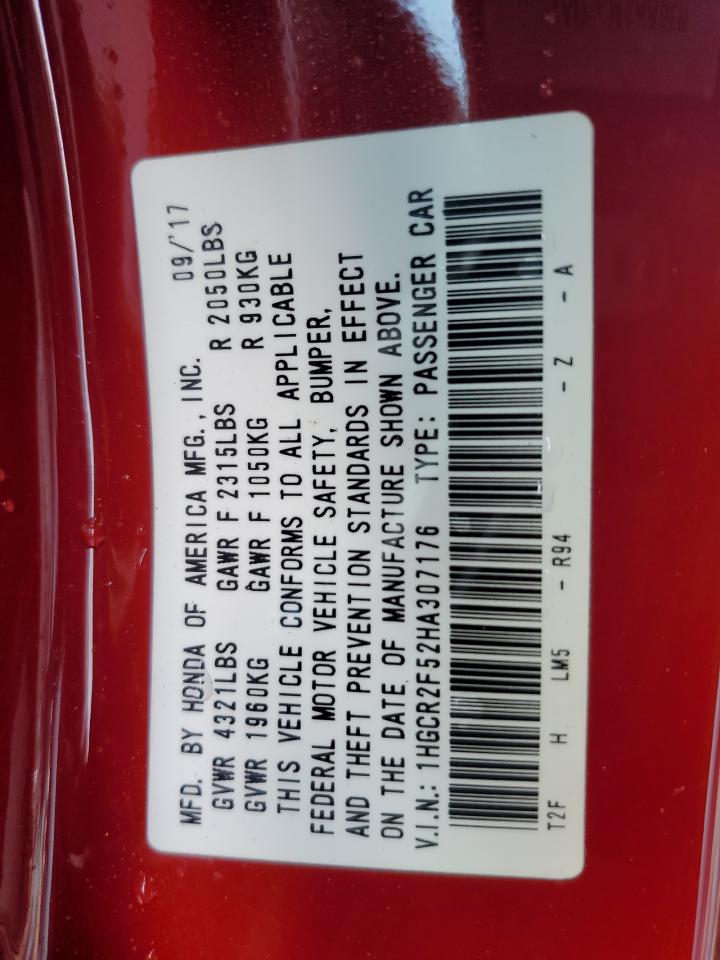 MFD. BY HONDA OF AMERICA MFG., INC. 09/'17
GVWR 4321LBS GAWR F 2315LBS R 2050LBS
GVWR 1960KG GAWR F 1050KG R 930KG
THIS VEHICLE CONFORMS TO ALL APPLICABLE
FEDERAL MOTOR VEHICLE SAFETY, BUMPER,
AND THEFT PREVENTION STANDARDS IN EFFECT
ON THE DATE OF MANUFACTURE SHOWN ABOVE.
V.I.N.: 1HGCR2F52HA307176 TYPE: PASSENGER CAR
T2F H LM5 - R94 - Z - A